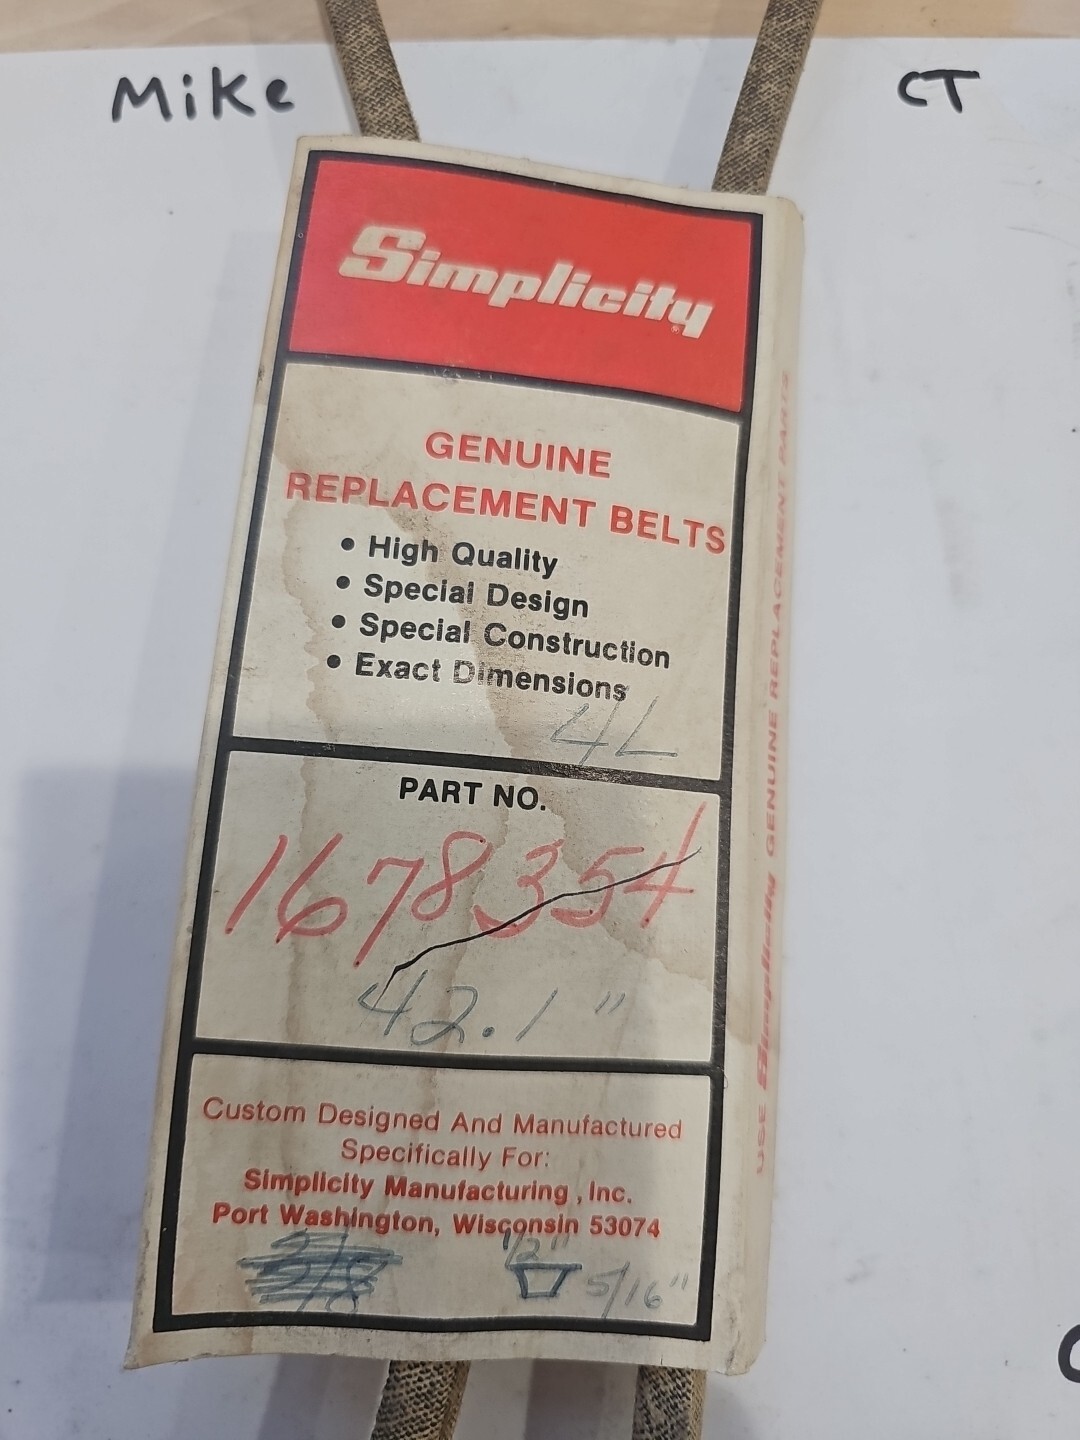 Mike
CT
Simplicity®
GENUINE
REPLACEMENT BELTS
• High Quality
• Special Design
• Special Construction
• Exact Dimensions
4L
PART NO.
1678354
42.1"
Custom Designed And Manufactured
Specifically For:
Simplicity Manufacturing, Inc.
Port Washington, Wisconsin 53074
1/2"
5/16"
USE Simplicity GENUINE REPLACEMENT PARTS